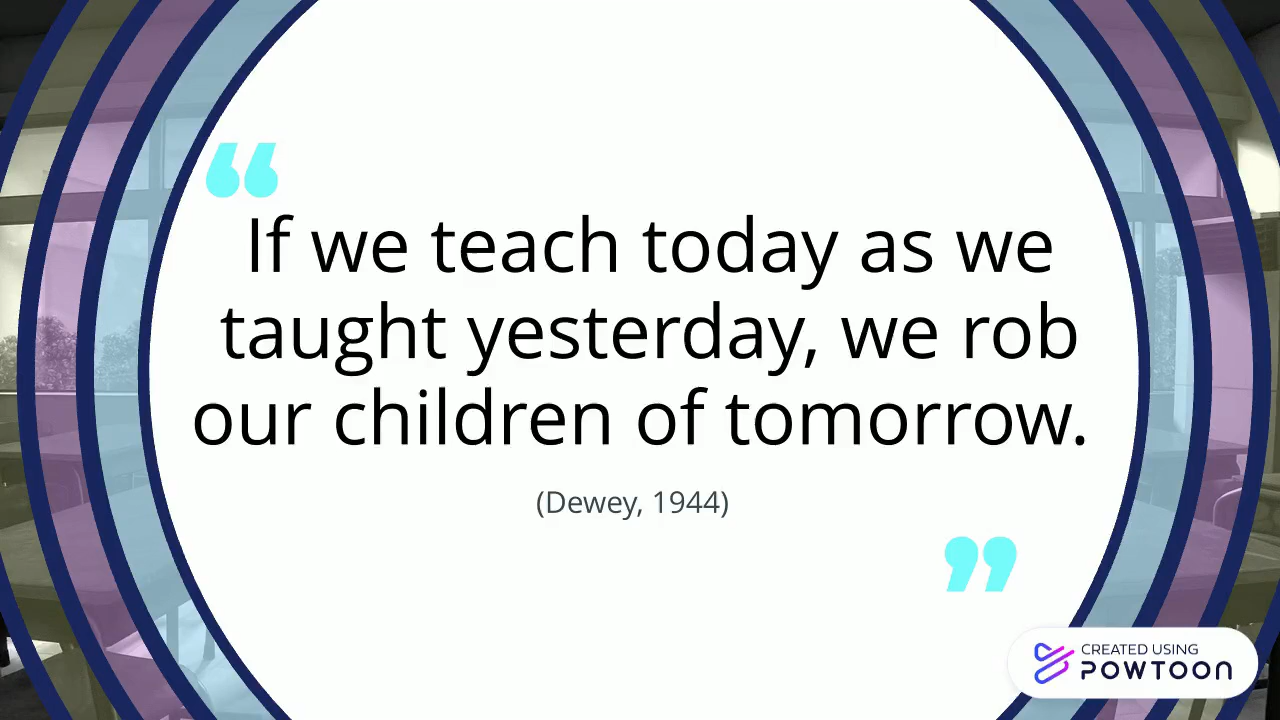 “
If we teach today as we
taught yesterday, we rob
our children of tomorrow.
(Dewey, 1944)
”
CREATED USING
POWTOON